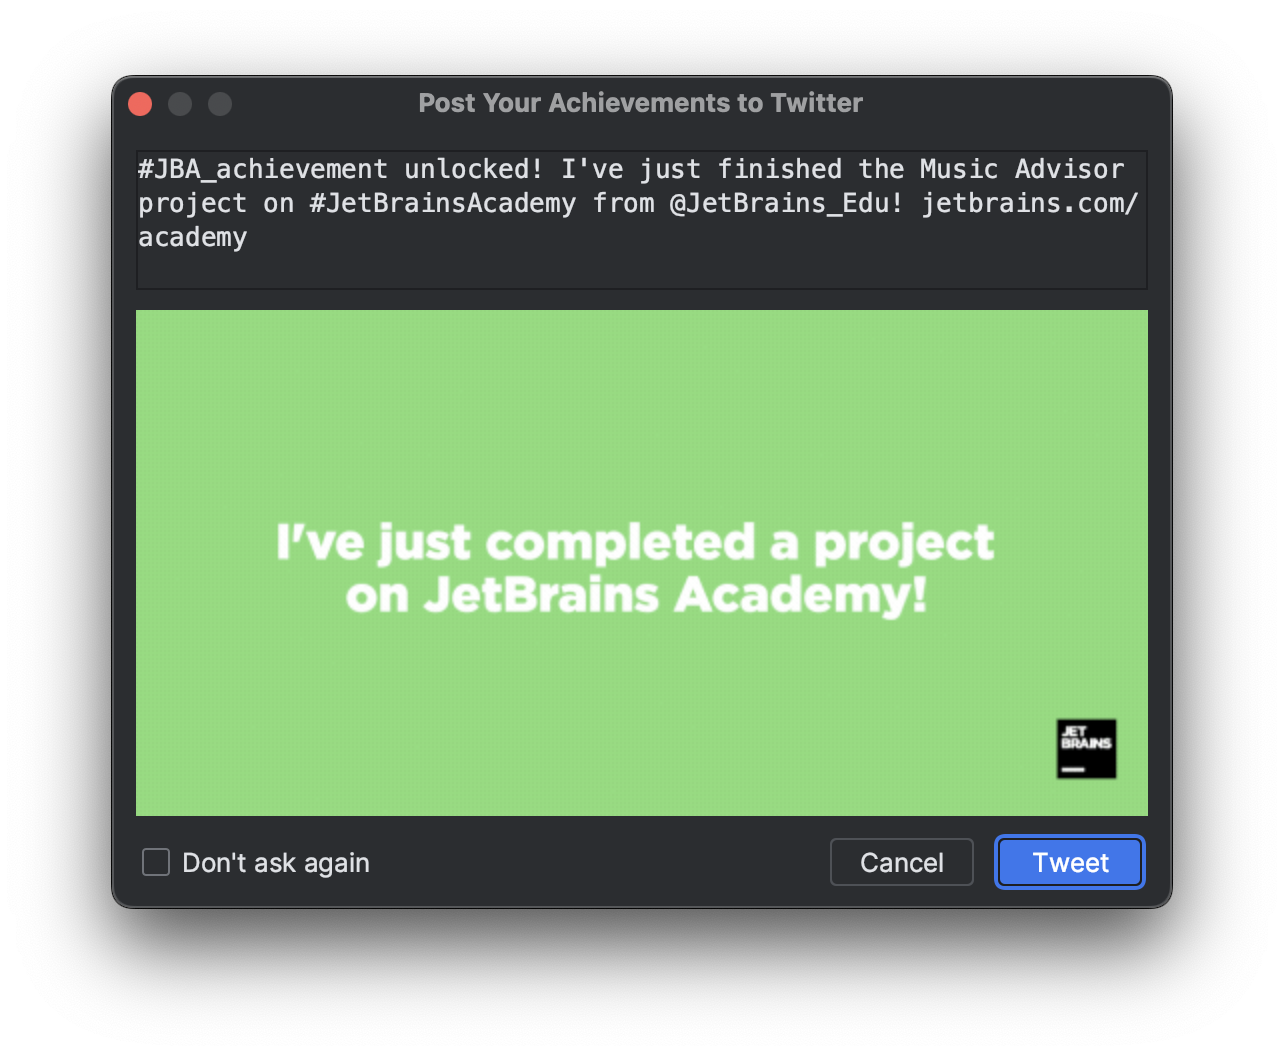 Post Your Achievements to Twitter
#JBA_achievement unlocked! I've just finished the Music Advisor
project on #JetBrainsAcademy from @JetBrains_Edu! jetbrains.com/
academy
I've just completed a project
on JetBrains Academy!
JET
BRAINS
Don't ask again
Cancel
Tweet